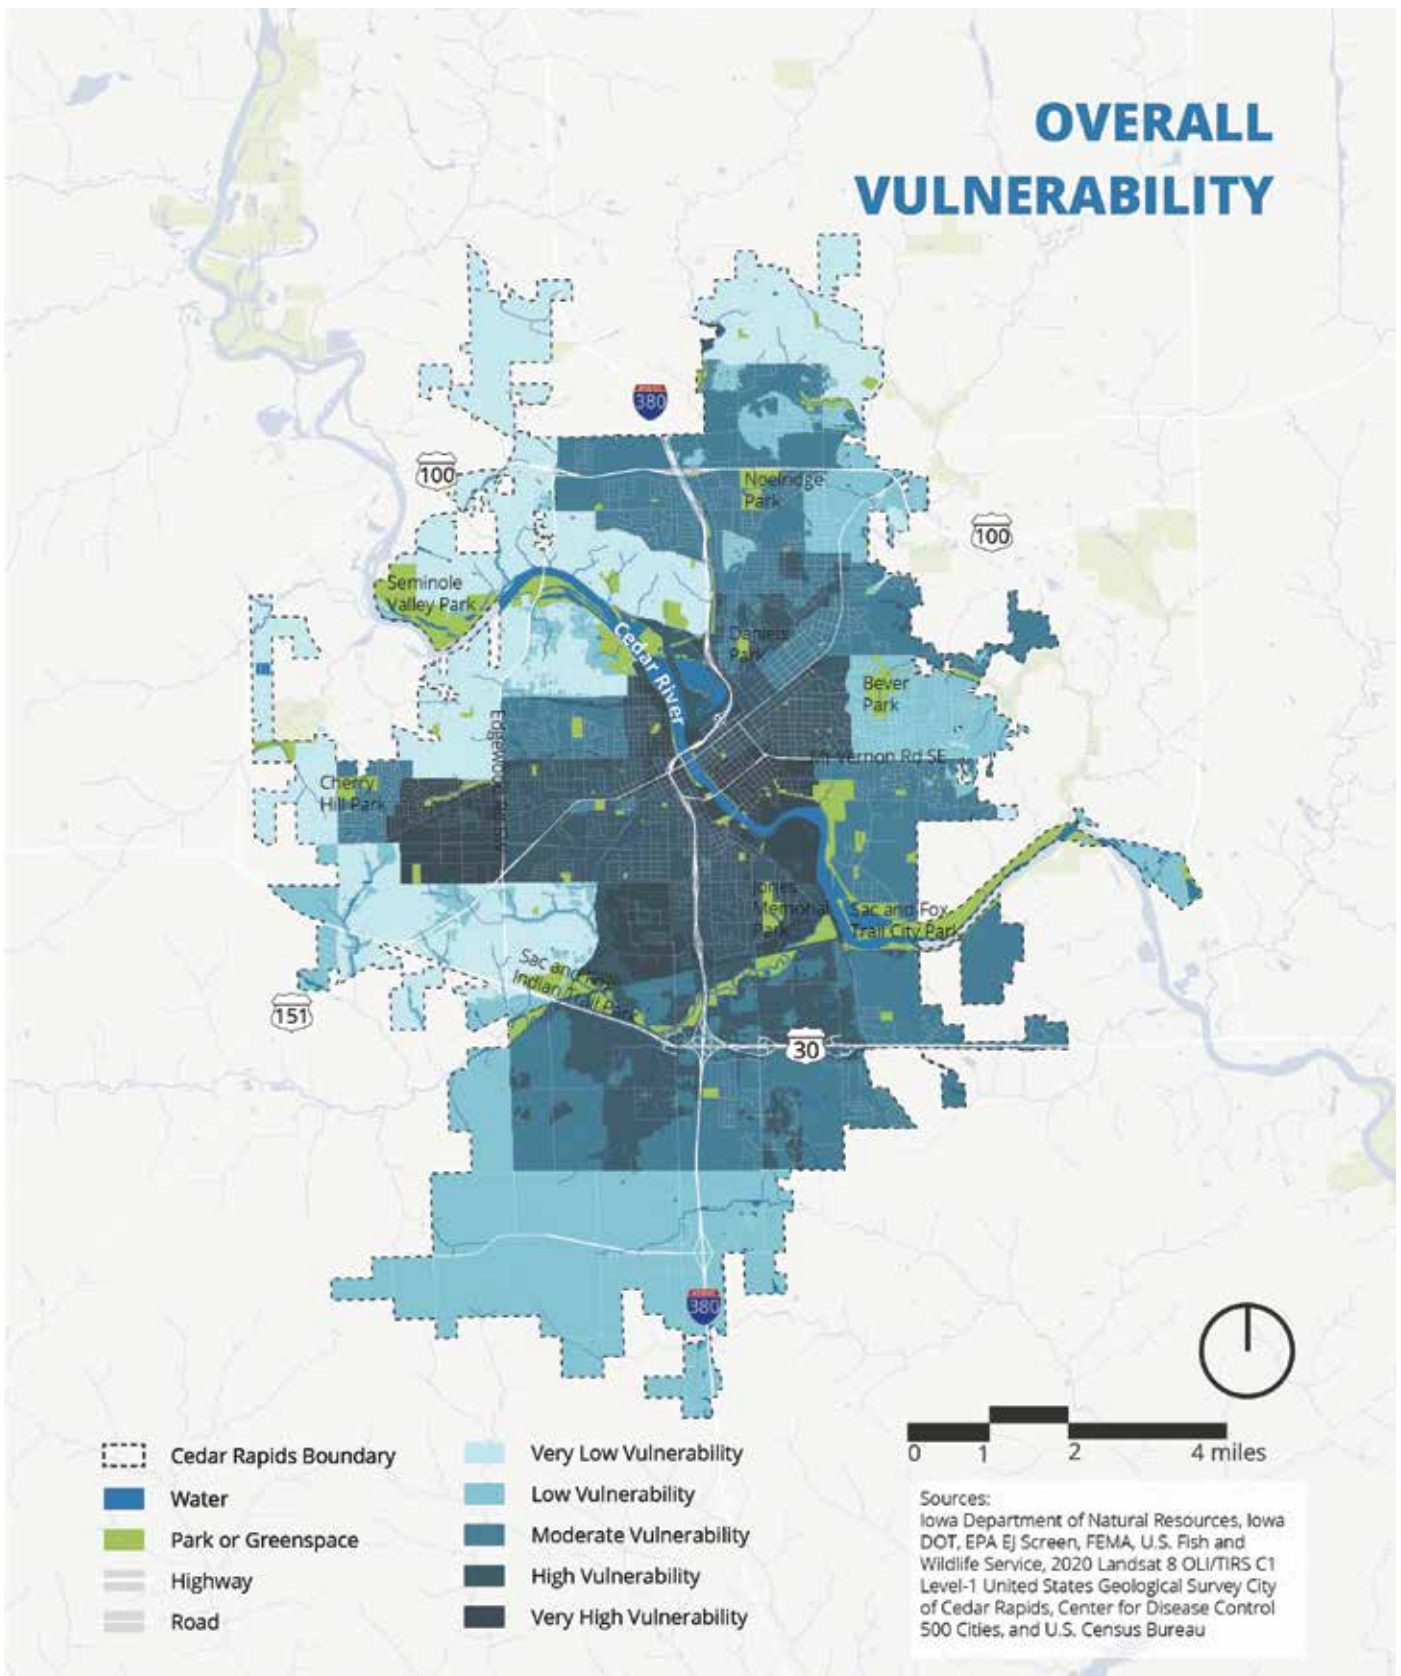 OVERALL
VULNERABILITY
380
100
Noelridge
Park
100
Seminole
Valley Park
Cedar River
Daniels
Park
Bever
Park
Mt Vernon Rd SE
Cherry
Hill Park
Jones
Memorial
Park
Sac and Fox
Trail City Park
Sac and Fox
Indian Trail Park
151
30
380
Cedar Rapids Boundary
Water
Park or Greenspace
Highway
Road
Very Low Vulnerability
Low Vulnerability
Moderate Vulnerability
High Vulnerability
Very High Vulnerability
0 1 2 4 miles
Sources:
Iowa Department of Natural Resources, Iowa
DOT, EPA EJ Screen, FEMA, U.S. Fish and
Wildlife Service, 2020 Landsat 8 OLI/TIRS C1
Level-1 United States Geological Survey City
of Cedar Rapids, Center for Disease Control
500 Cities, and U.S. Census Bureau